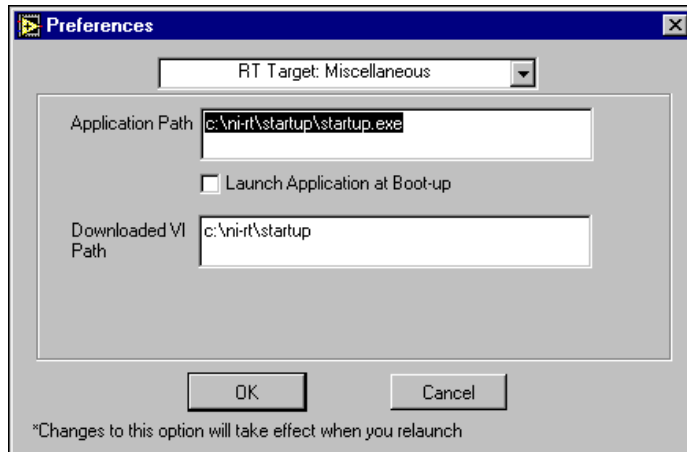 Preferences
RT Target: Miscellaneous
Application Path
c:\ni-rt\startup\startup.exe
Launch Application at Boot-up
Downloaded VI
Path
c:\ni-rt\startup
OK
Cancel
*Changes to this option will take effect when you relaunch